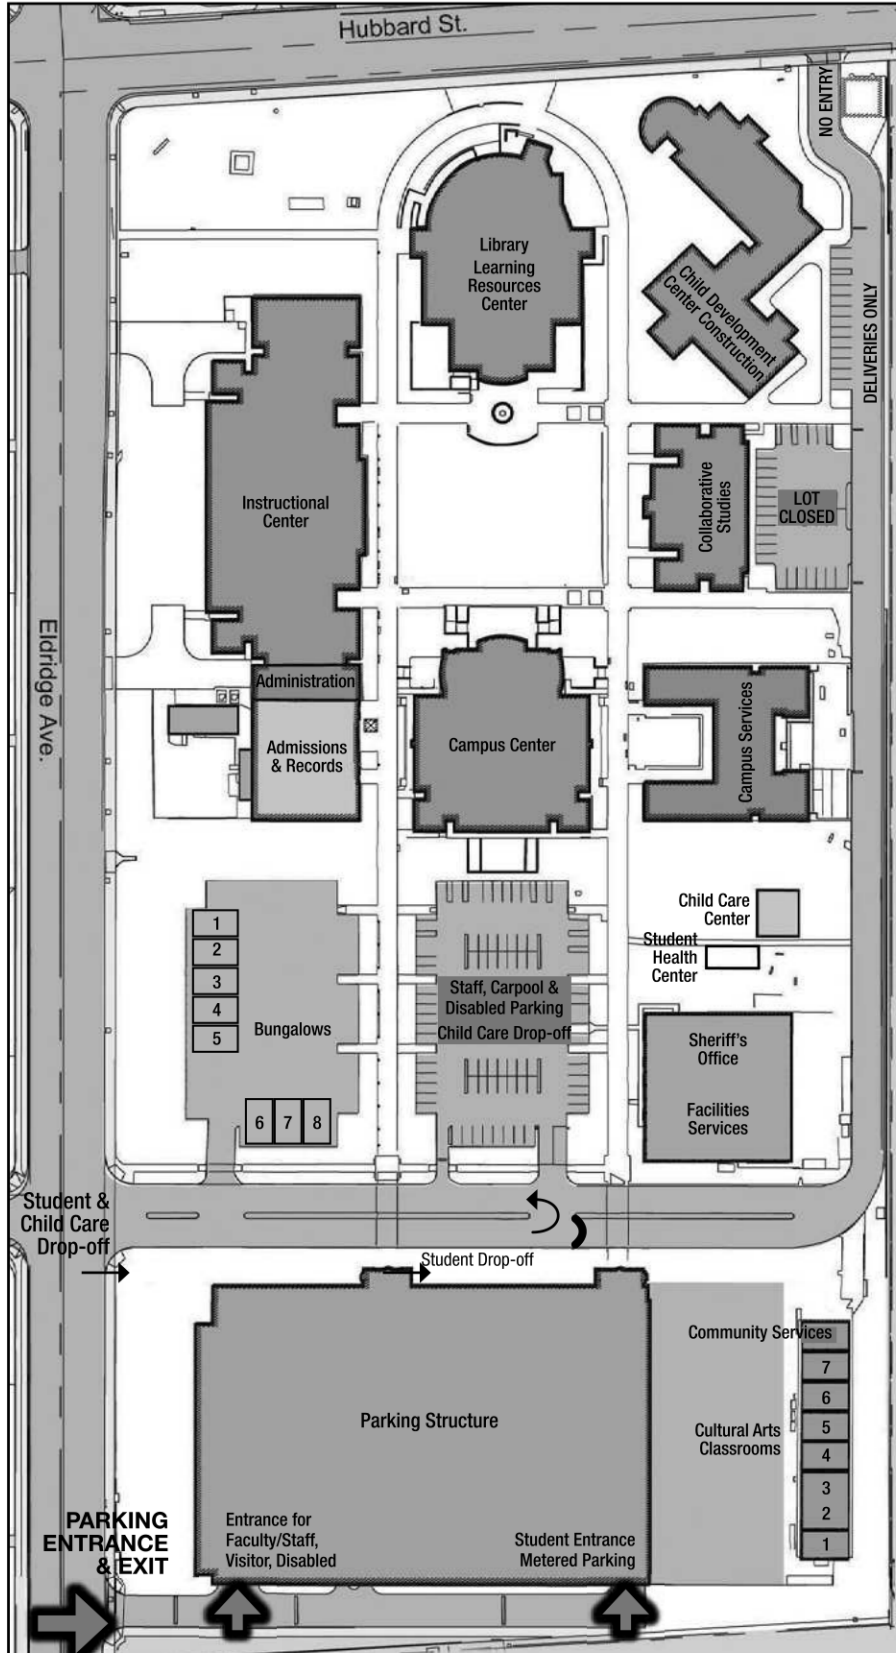 Hubbard St.
NO ENTRY
Library
Learning
Resources
Center
Child Development
Center Construction
DELIVERIES ONLY
Instructional
Center
Collaborative
Studies
LOT
CLOSED
Eldridge Ave.
Administration
Admissions
& Records
Campus Center
Campus Services
Child Care
Center
Student
Health
Center
1
2
3
4
5
Bungalows
6 7 8
Staff, Carpool &
Disabled Parking
Child Care Drop-off
Sheriff's
Office
Facilities
Services
Student &
Child Care
Drop-off
Student Drop-off
Community Services
7
6
5
4
3
2
1
Cultural Arts
Classrooms
Parking Structure
PARKING
ENTRANCE
& EXIT
Entrance for
Faculty/Staff,
Visitor, Disabled
Student Entrance
Metered Parking